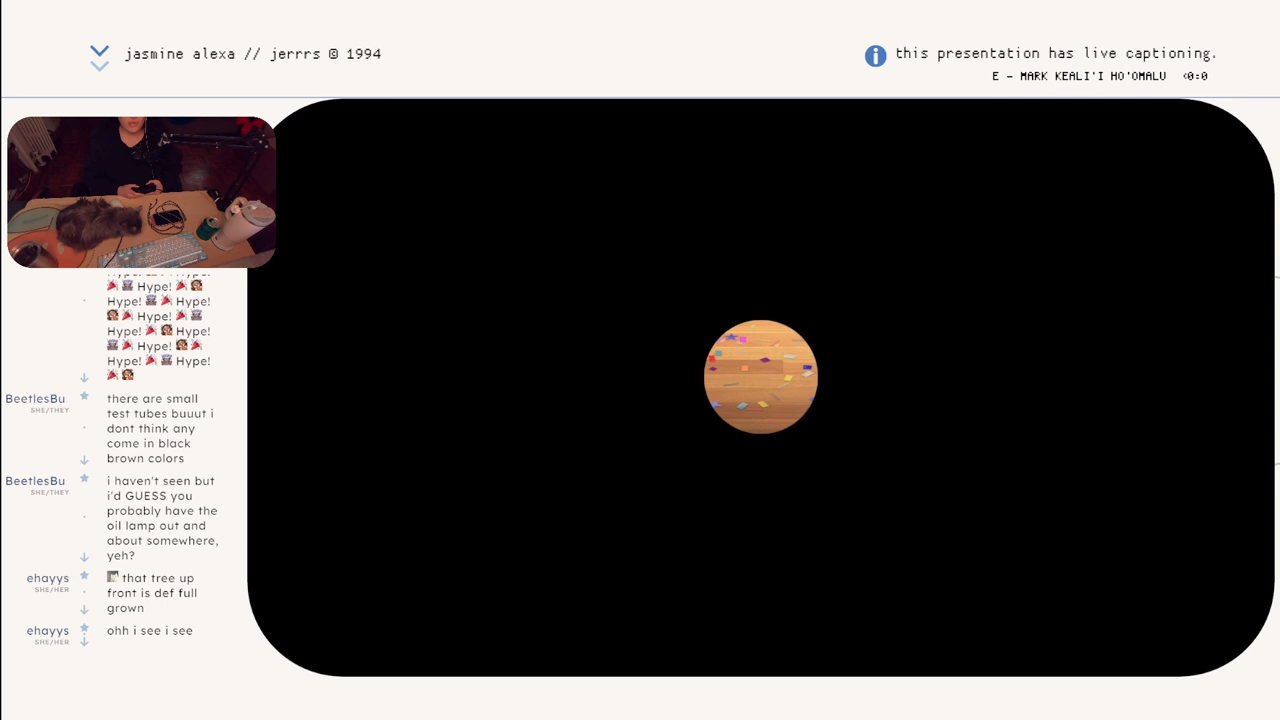 jasmine alexa // jerrrs © 1994
this presentation has live captioning.
E - MARK KEALI'I HO'OMALU <0:0
Hype!
Hype! Hype!
Hype!
Hype! Hype!
Hype!
Hype! Hype!
BeetlesBu
SHE/THEY
there are small
test tubes buuut i
dont think any
come in black
brown colors
BeetlesBu
SHE/THEY
i haven't seen but
i'd GUESS you
probably have the
oil lamp out and
about somewhere,
yeh?
ehayys
SHE/HER
that tree up
front is def full
grown
ehayys
SHE/HER
ohh i see i see